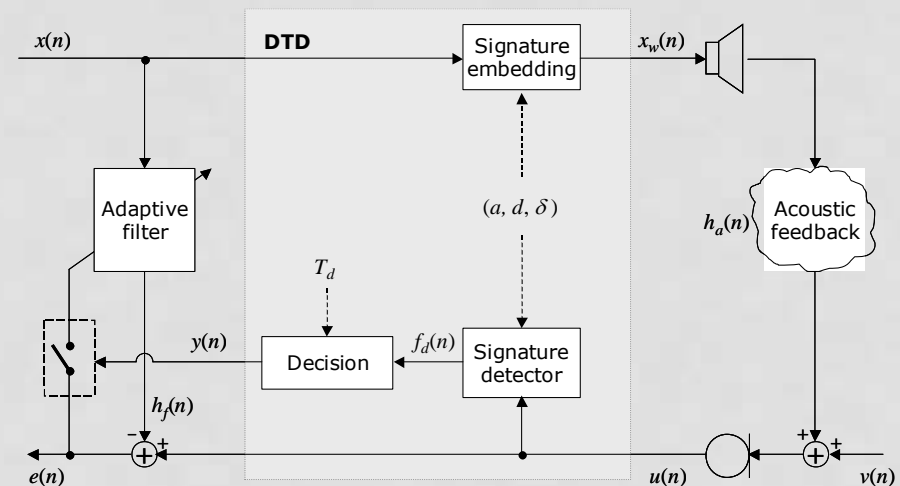 x(n)
DTD
Signature
embedding
x_w(n)
Adaptive
filter
(a, d, δ)
h_a(n)
Acoustic
feedback
T_d
y(n)
Decision
f_d(n)
Signature
detector
h_f(n)
−
+
+
+
+
+
e(n)
u(n)
v(n)